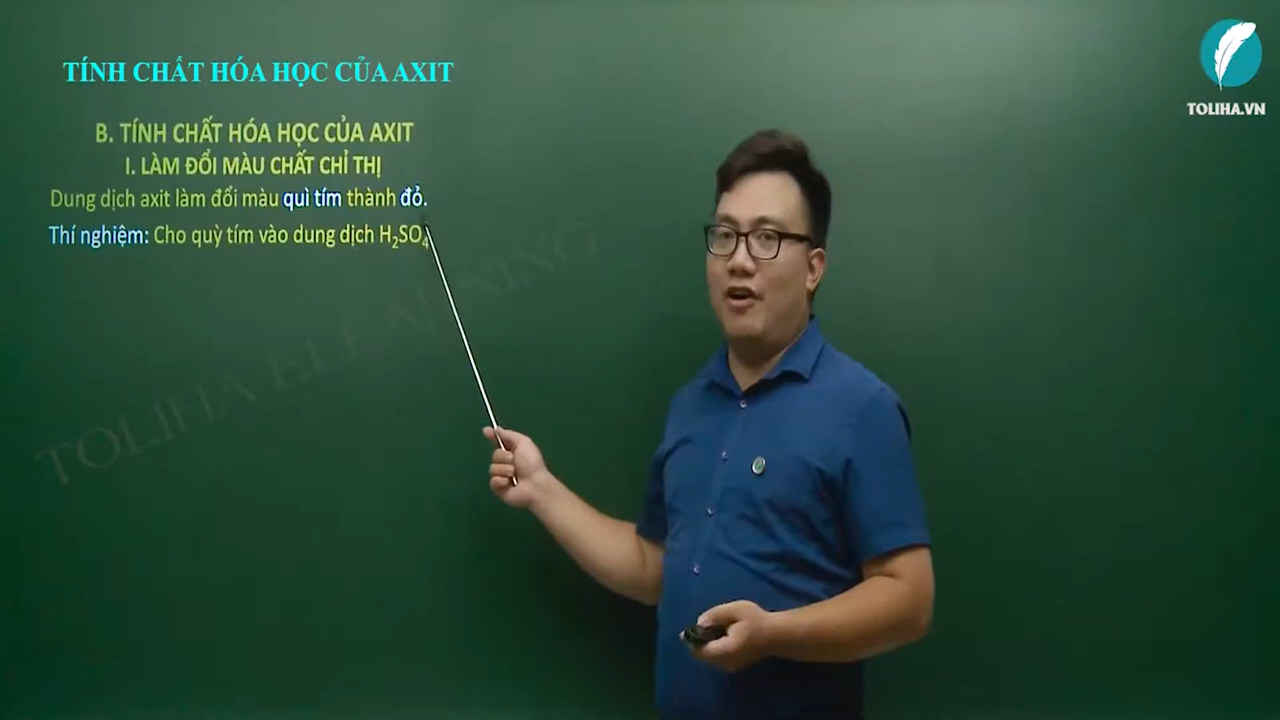 TÍNH CHẤT HÓA HỌC CỦA AXIT
TOLIHA.VN
B. TÍNH CHẤT HÓA HỌC CỦA AXIT
I. LÀM ĐỔI MÀU CHẤT CHỈ THỊ
Dung dịch axit làm đổi màu quì tím thành đỏ.
Thí nghiệm: Cho quỳ tím vào dung dịch H₂SO₄
TOLIHA ELEARNING